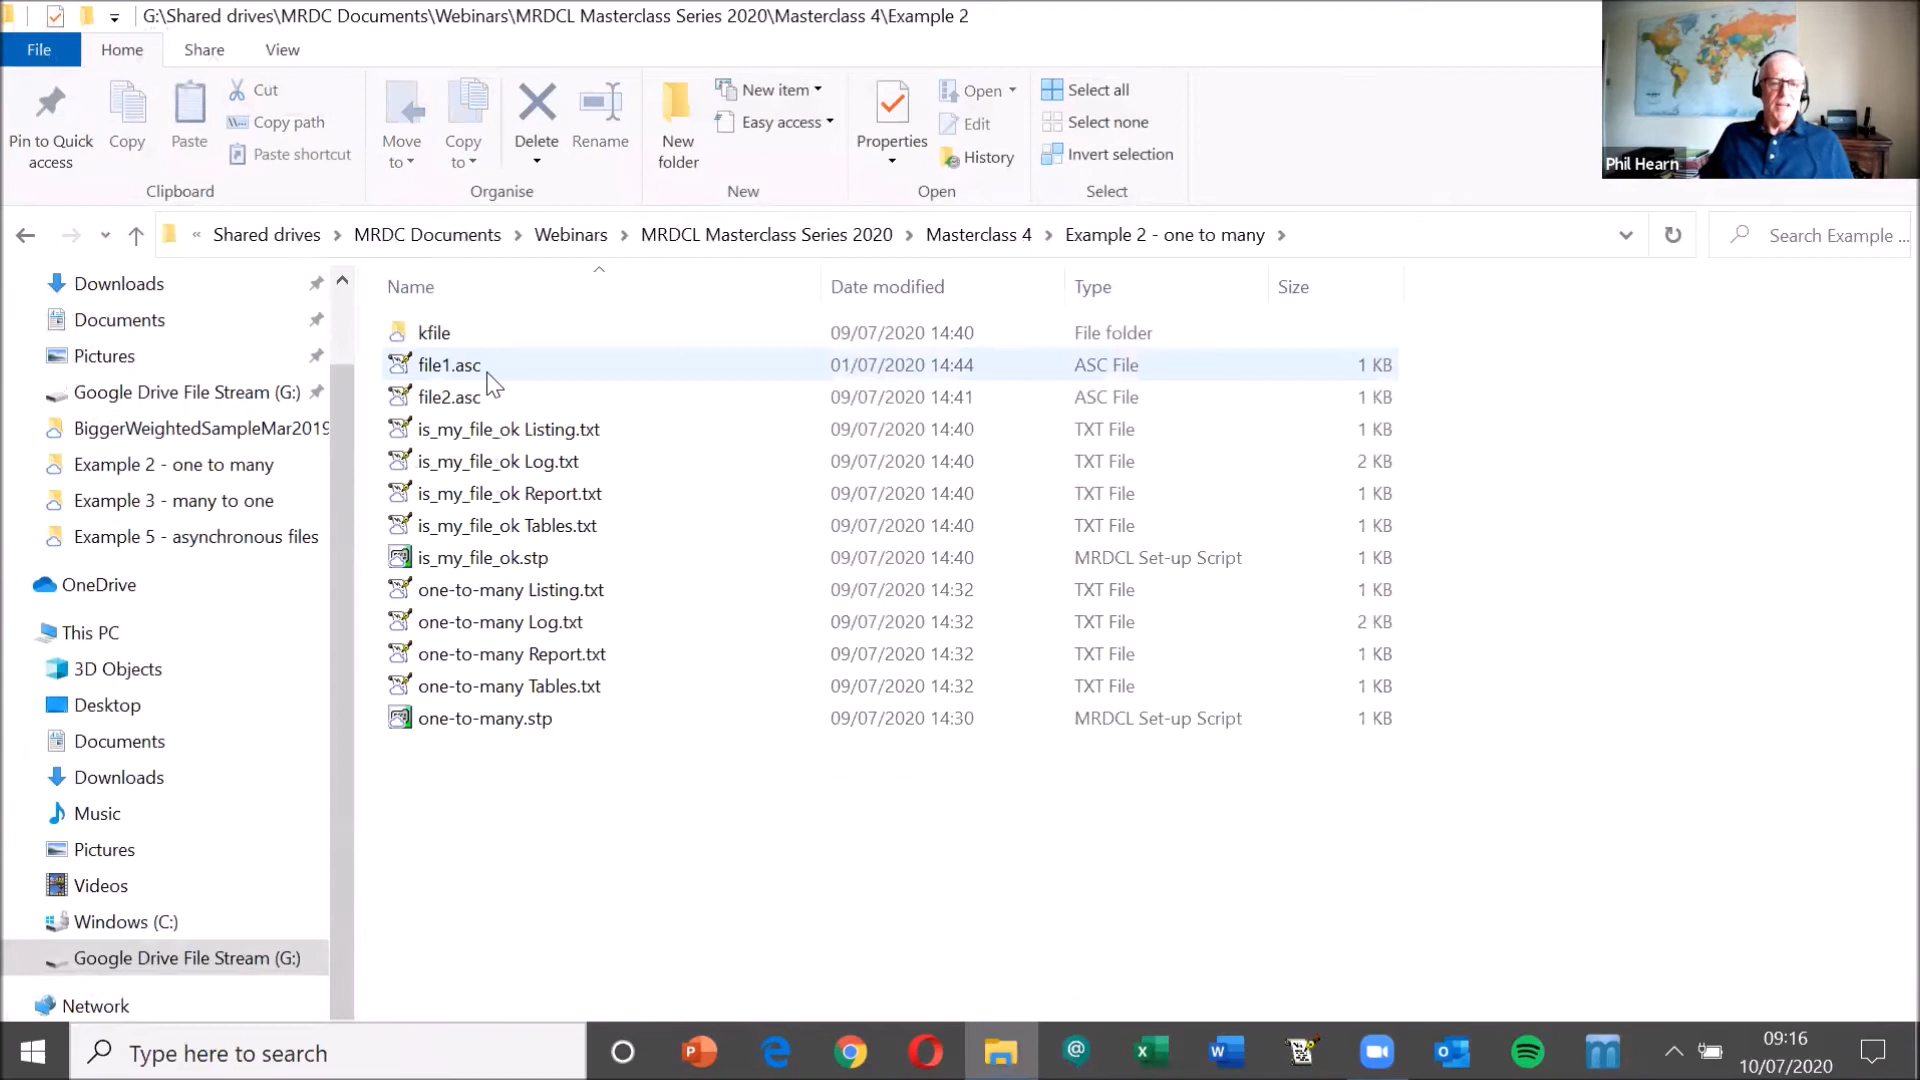 G:\Shared drives\MRDC Documents\Webinars\MRDCL Masterclass Series 2020\Masterclass 4\Example 2
File Home Share View
Pin to Quick access
Copy
Paste
Cut
Copy path
Paste shortcut
Clipboard
Move to
Copy to
Delete
Rename
Organise
New folder
New item
Easy access
New
Properties
Open
Edit
History
Open
Select all
Select none
Invert selection
Select
Phil Hearn
« Shared drives MRDC Documents Webinars MRDCL Masterclass Series 2020 Masterclass 4 Example 2 - one to many
Search Example ...
Downloads
Documents
Pictures
Google Drive File Stream (G:)
BiggerWeightedSampleMar2019
Example 2 - one to many
Example 3 - many to one
Example 5 - asynchronous files
OneDrive
This PC
3D Objects
Desktop
Documents
Downloads
Music
Pictures
Videos
Windows (C:)
Google Drive File Stream (G:)
Network
Name Date modified Type Size
kfile 09/07/2020 14:40 File folder
file1.asc 01/07/2020 14:44 ASC File 1 KB
file2.asc 09/07/2020 14:41 ASC File 1 KB
is_my_file_ok Listing.txt 09/07/2020 14:40 TXT File 1 KB
is_my_file_ok Log.txt 09/07/2020 14:40 TXT File 2 KB
is_my_file_ok Report.txt 09/07/2020 14:40 TXT File 1 KB
is_my_file_ok Tables.txt 09/07/2020 14:40 TXT File 1 KB
is_my_file_ok.stp 09/07/2020 14:40 MRDCL Set-up Script 1 KB
one-to-many Listing.txt 09/07/2020 14:32 TXT File 1 KB
one-to-many Log.txt 09/07/2020 14:32 TXT File 2 KB
one-to-many Report.txt 09/07/2020 14:32 TXT File 1 KB
one-to-many Tables.txt 09/07/2020 14:32 TXT File 1 KB
one-to-many.stp 09/07/2020 14:30 MRDCL Set-up Script 1 KB
Type here to search
09:16
10/07/2020